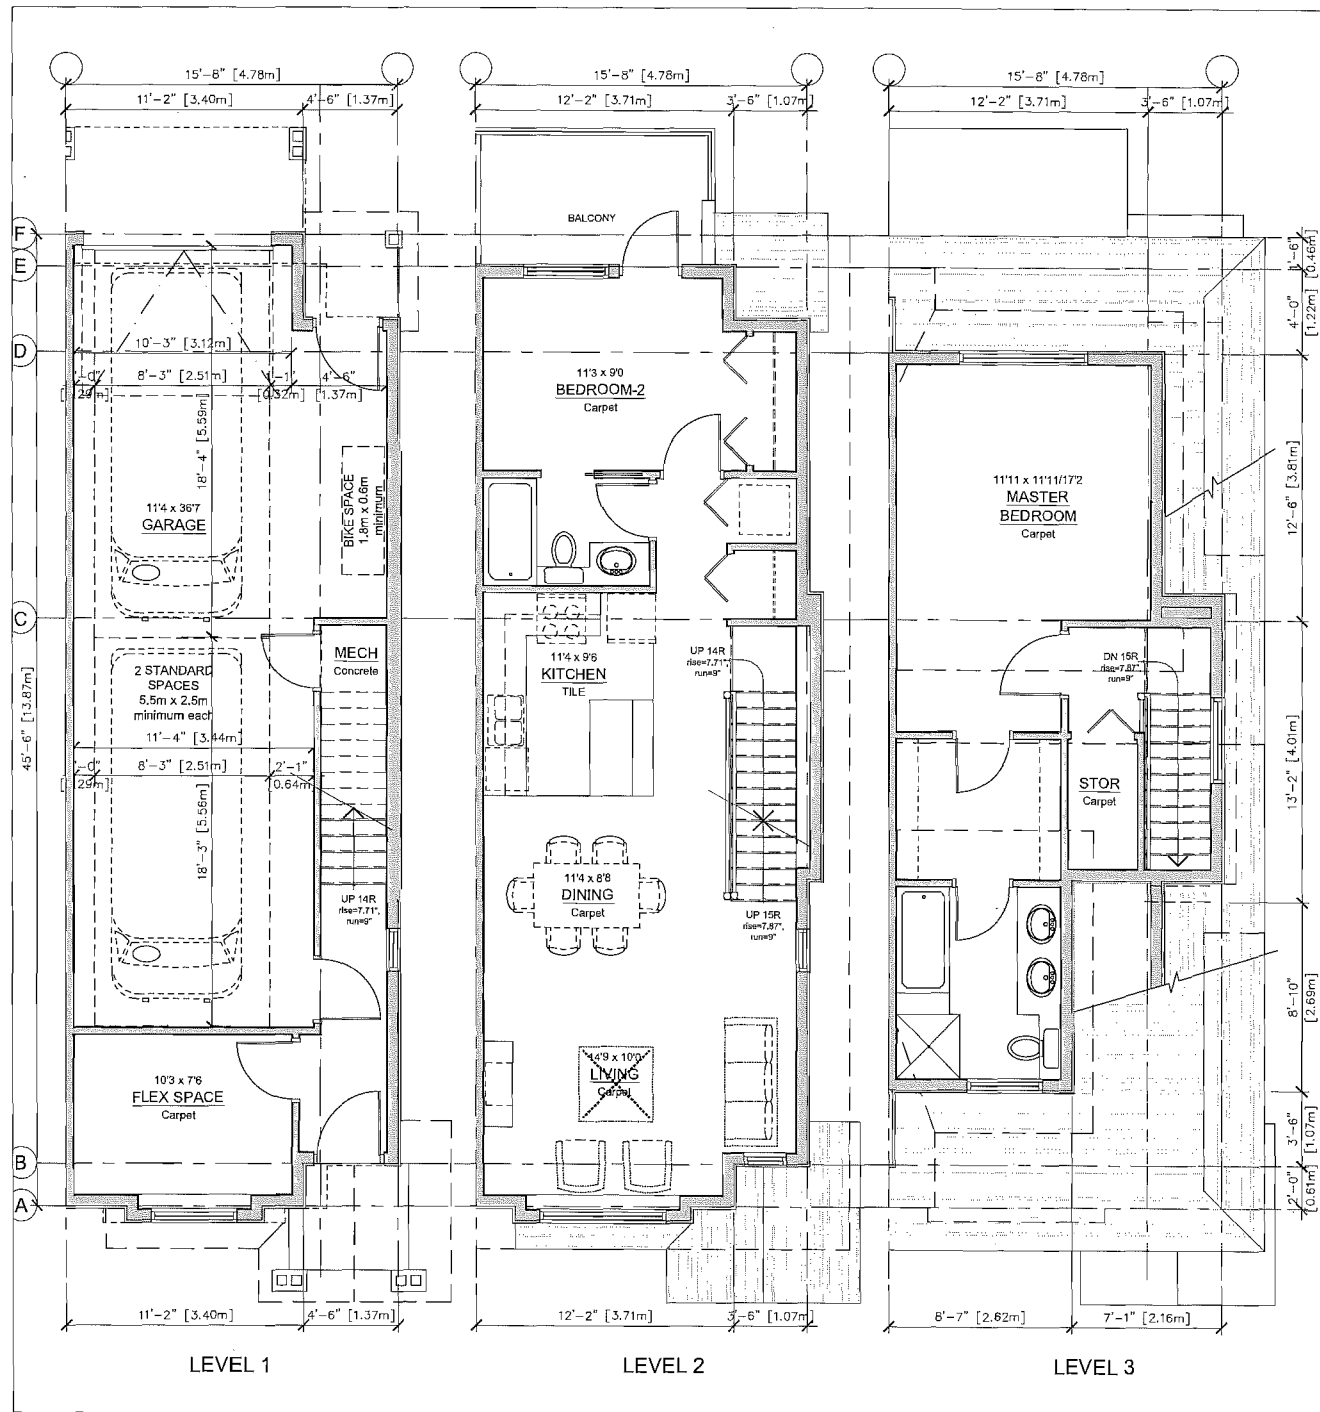 15'-8" [4.78m]
11'-2" [3.40m]
4'-6" [1.37m]
15'-8" [4.78m]
12'-2" [3.71m]
3'-6" [1.07m]
15'-8" [4.78m]
12'-2" [3.71m]
3'-6" [1.07m]
F
E
D
C
B
A
45'-6" [13.87m]
10'-3" [3.12m]
8'-3" [2.51m]
4'-6"
[0.32m]
[1.37m]
18'-4" [5.59m]
11'4 x 36'7
GARAGE
BIKE SPACE
1.8m x 0.6m
minimum
MECH
Concrete
2 STANDARD
SPACES
5.5m x 2.5m
minimum each
11'-4" [3.44m]
8'-3" [2.51m]
2'-1"
0.64m
18'-3" [5.56m]
UP 14R
rise=7.71",
run=9"
10'3 x 7'6
FLEX SPACE
Carpet
11'-2" [3.40m]
4'-6" [1.37m]
LEVEL 1
BALCONY
11'3 x 9'0
BEDROOM-2
Carpet
11'4 x 9'6
KITCHEN
TILE
UP 14R
rise=7.71",
run=9"
11'4 x 8'8
DINING
Carpet
UP 15R
rise=7.87",
run=9"
14'9 x 10'0
LIVING
Carpet
12'-2" [3.71m]
3'-6" [1.07m]
LEVEL 2
11'11 x 11'11/17'2
MASTER
BEDROOM
Carpet
DN 15R
rise=7.87",
run=9"
STOR
Carpet
1'-6"
[0.46m]
4'-0"
[1.22m]
12'-6" [3.81m]
13'-2" [4.01m]
8'-10"
[2.69m]
3'-6"
[1.07m]
2'-0"
[0.61m]
8'-7" [2.62m]
7'-1" [2.16m]
LEVEL 3